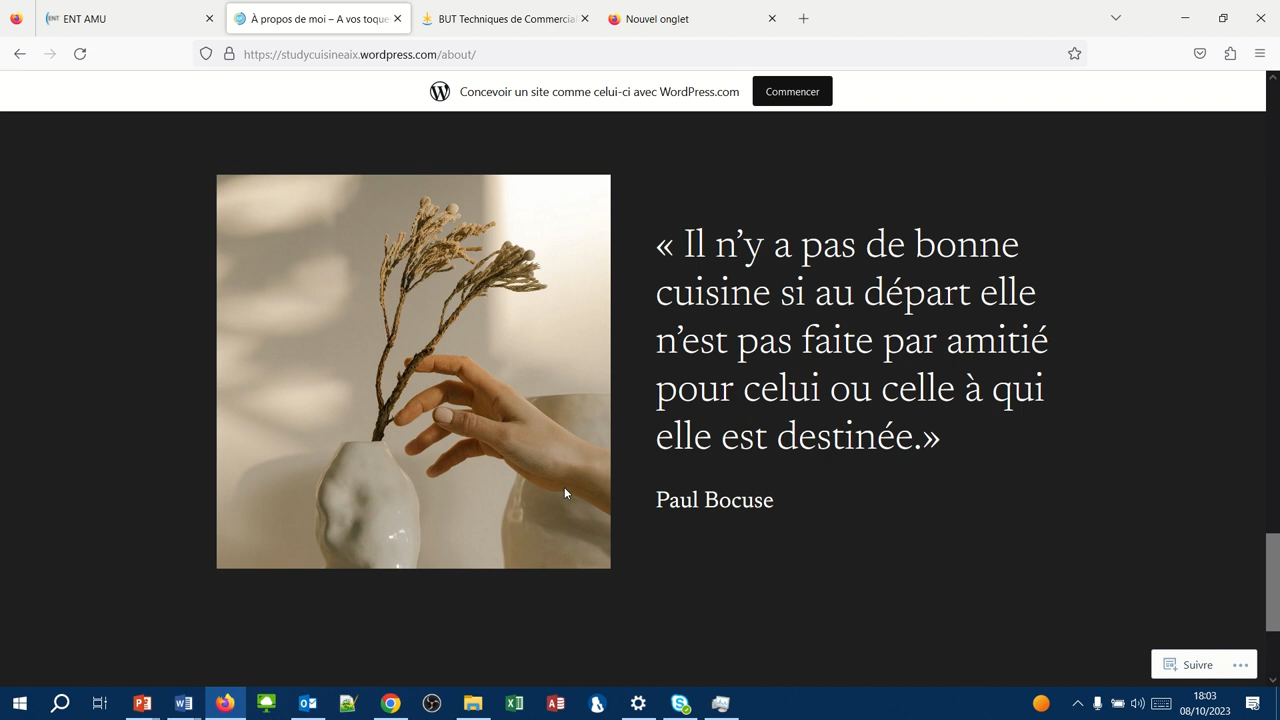 ENT AMU
À propos de moi – A vos toque
BUT Techniques de Commercia
Nouvel onglet
https://studycuisineaix.wordpress.com/about/
Concevoir un site comme celui-ci avec WordPress.com
Commencer
« Il n’y a pas de bonne
cuisine si au départ elle
n’est pas faite par amitié
pour celui ou celle à qui
elle est destinée.»
Paul Bocuse
Suivre
18:03
08/10/2023